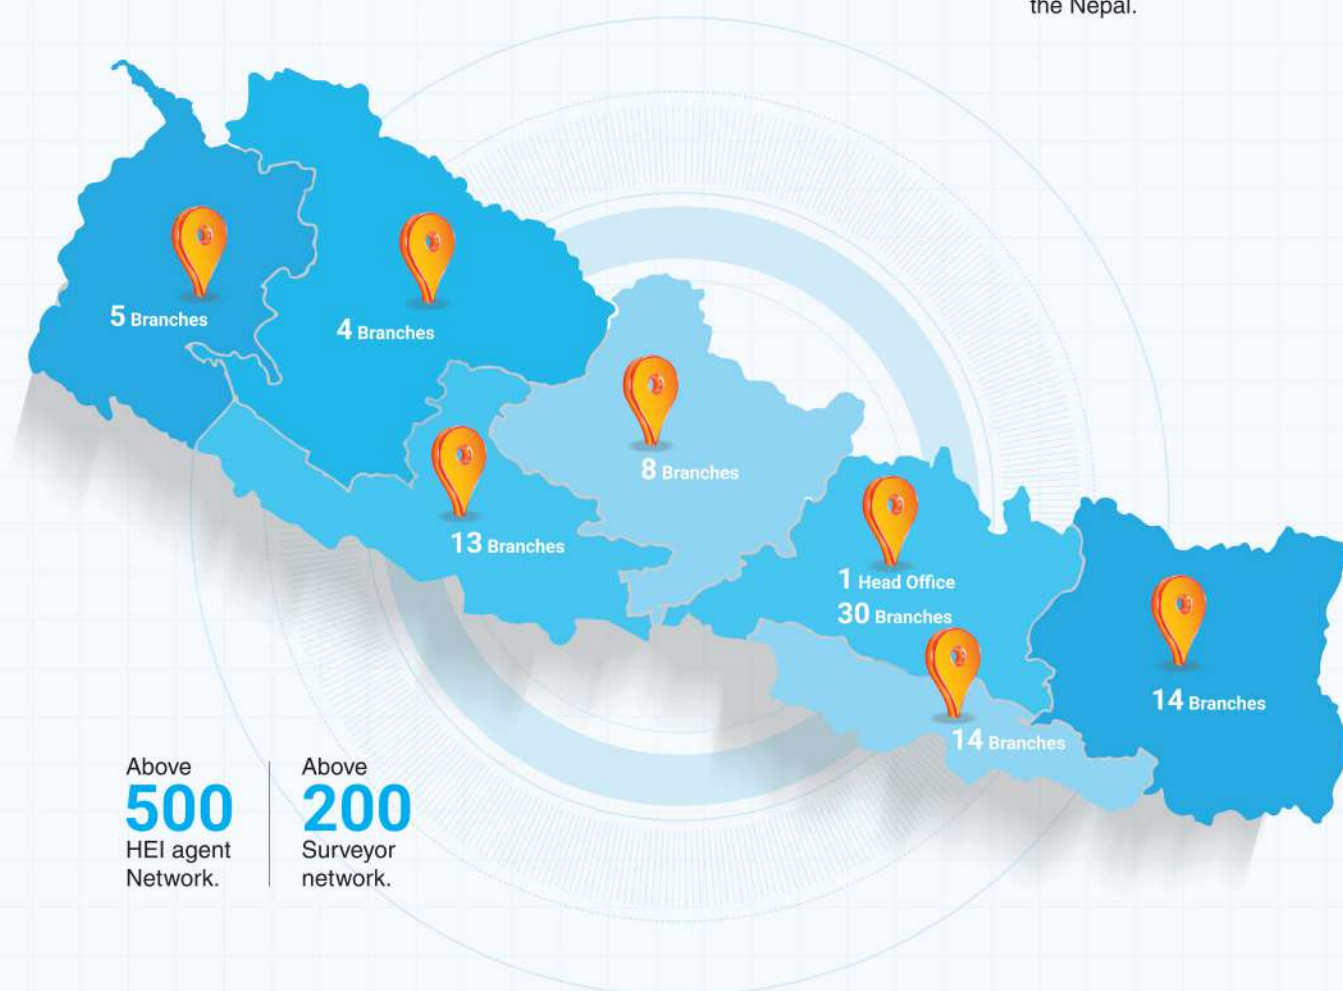 the Nepal.
5 Branches
4 Branches
8 Branches
13 Branches
1 Head Office
30 Branches
14 Branches
14 Branches
Above
500
HEI agent
Network.
Above
200
Surveyor
network.